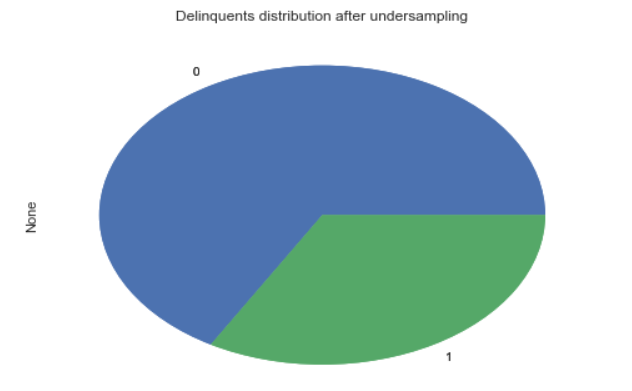 Delinquents distribution after undersampling
0
None
1